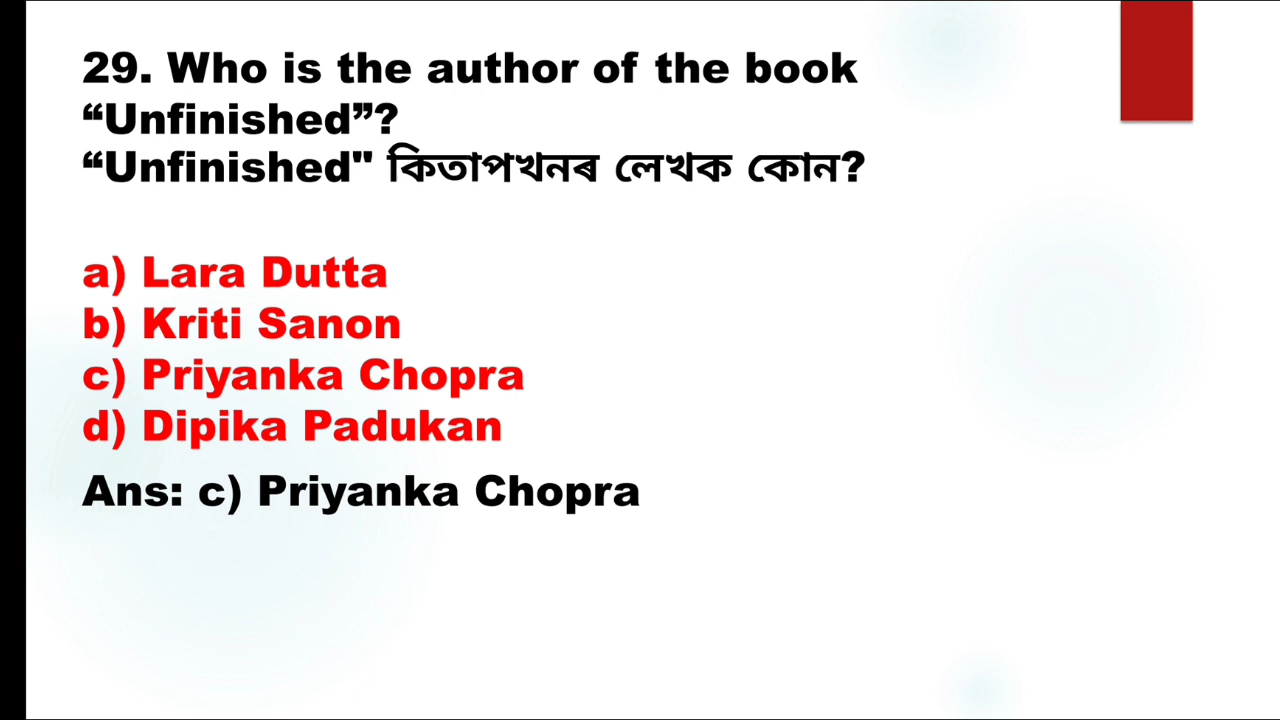 29. Who is the author of the book
“Unfinished”?
“Unfinished" কিতাপখনৰ লেখক কোন?
a) Lara Dutta
b) Kriti Sanon
c) Priyanka Chopra
d) Dipika Padukan
Ans: c) Priyanka Chopra